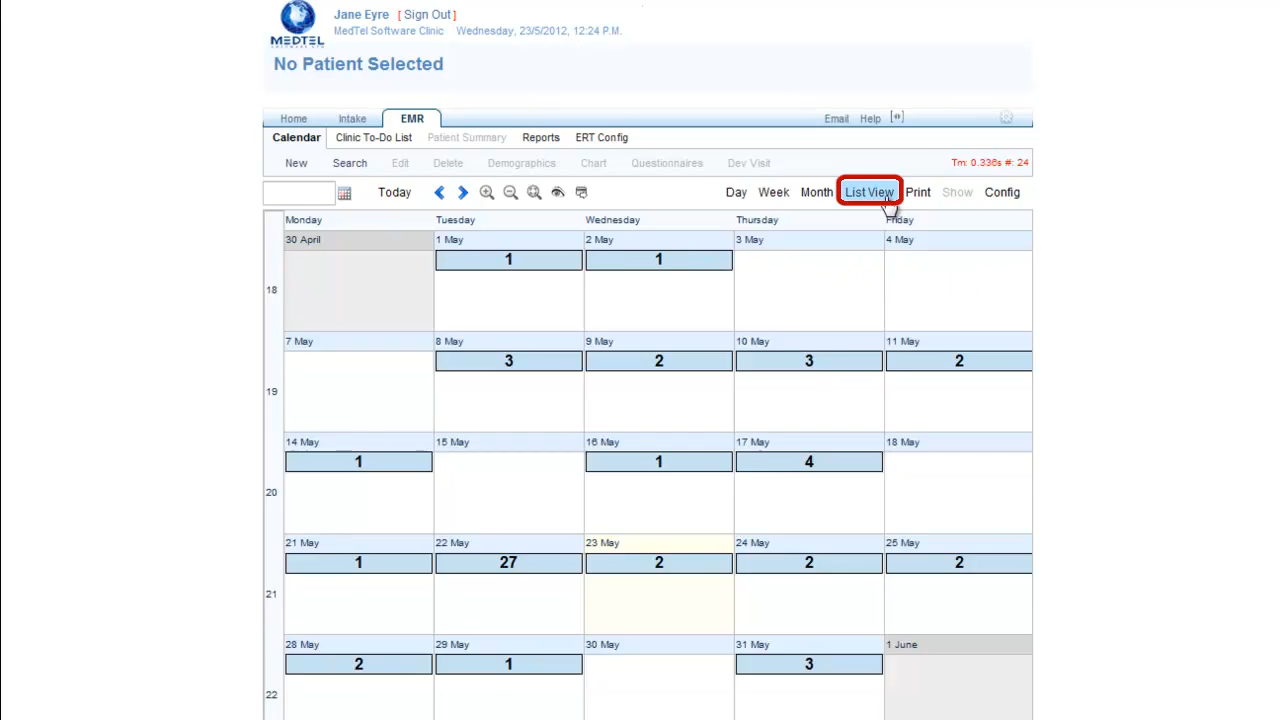 Jane Eyre [ Sign Out ]
MEDTEL
MedTel Software Clinic Wednesday, 23/5/2012, 12:24 P.M.
No Patient Selected
Home Intake EMR Email Help [+]
Calendar Clinic To-Do List Patient Summary Reports ERT Config
New Search Edit Delete Demographics Chart Questionnaires Dev Visit Tm: 0.336s #: 24
Today Day Week Month List View Print Show Config
Monday Tuesday Wednesday Thursday Friday
30 April 1 May 2 May 3 May 4 May
1 1
18
7 May 8 May 9 May 10 May 11 May
3 2 3 2
19
14 May 15 May 16 May 17 May 18 May
1 1 4
20
21 May 22 May 23 May 24 May 25 May
1 27 2 2 2
21
28 May 29 May 30 May 31 May 1 June
2 1 3
22